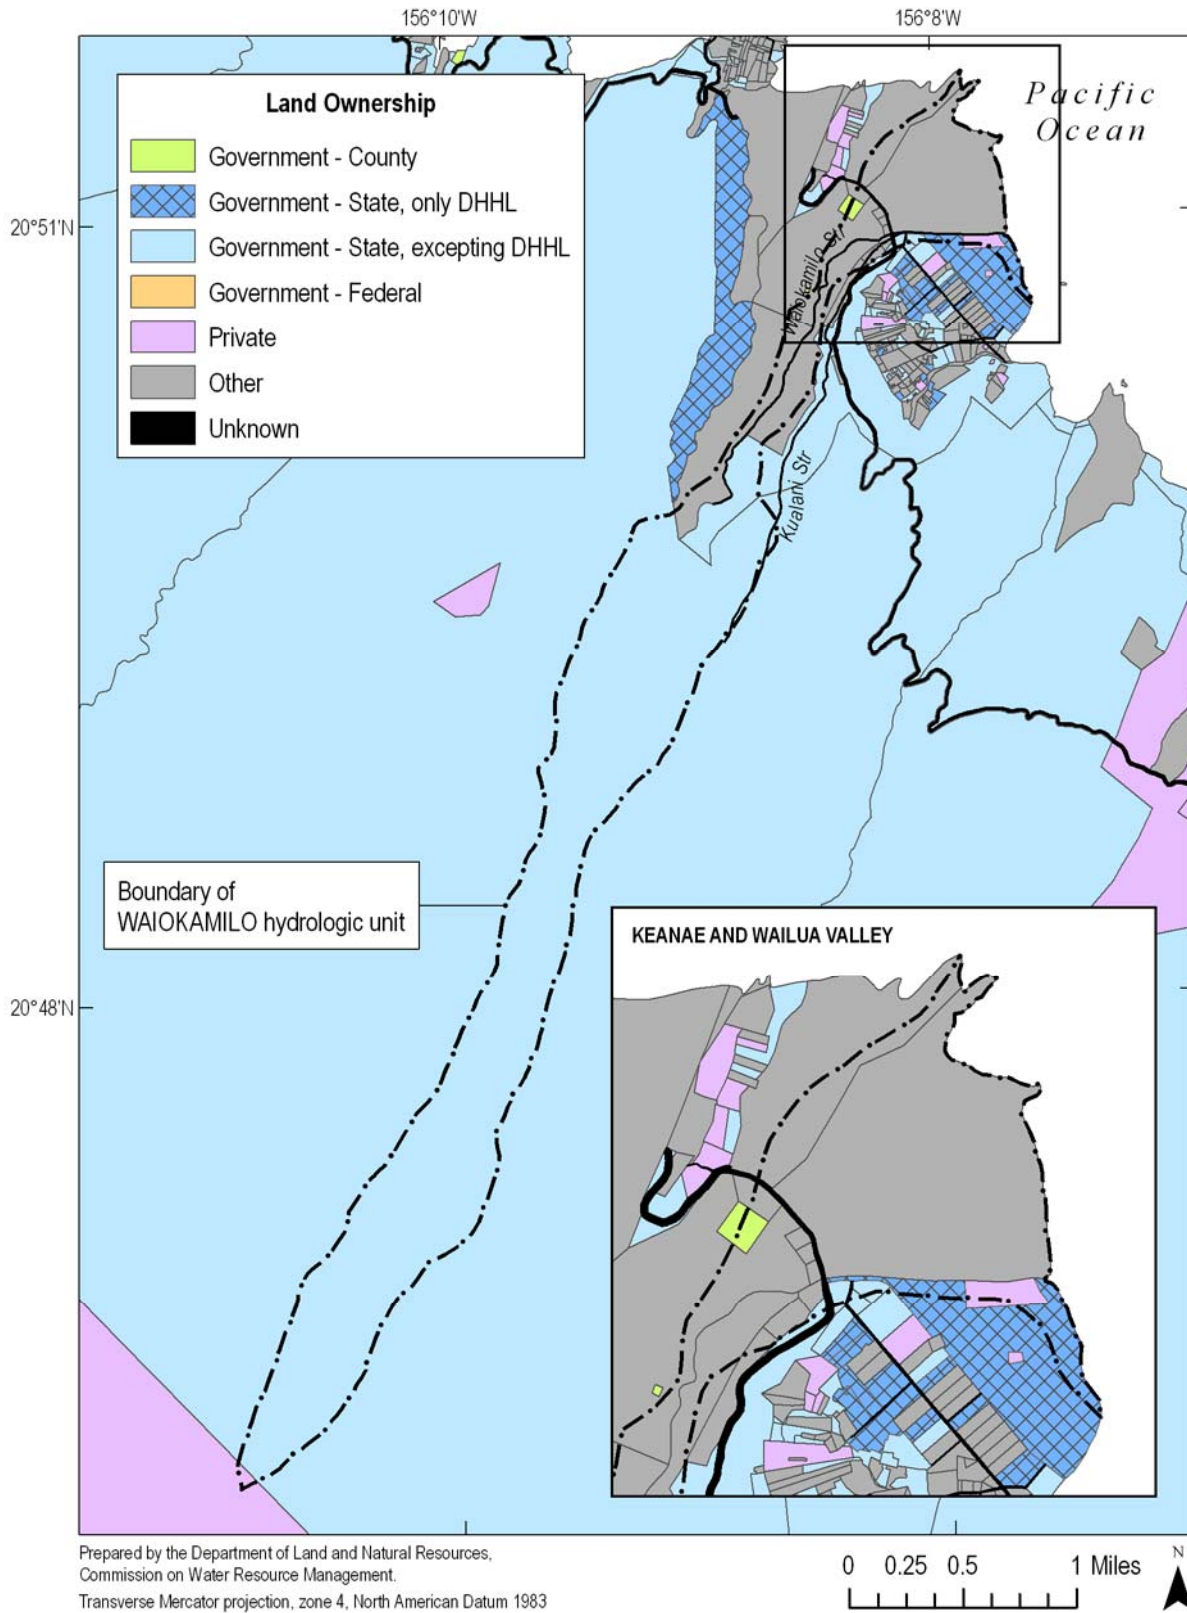 156°10'W
156°8'W
Land Ownership
Government - County
Government - State, only DHHL
Government - State, excepting DHHL
Government - Federal
Private
Other
Unknown
Pacific
Ocean
20°51'N
Waiokamilo Str
Kualani Str
Boundary of
WAIOKAMILO hydrologic unit
KEANAE AND WAILUA VALLEY
20°48'N
Prepared by the Department of Land and Natural Resources,
Commission on Water Resource Management.
Transverse Mercator projection, zone 4, North American Datum 1983
0 0.25 0.5 1 Miles
N